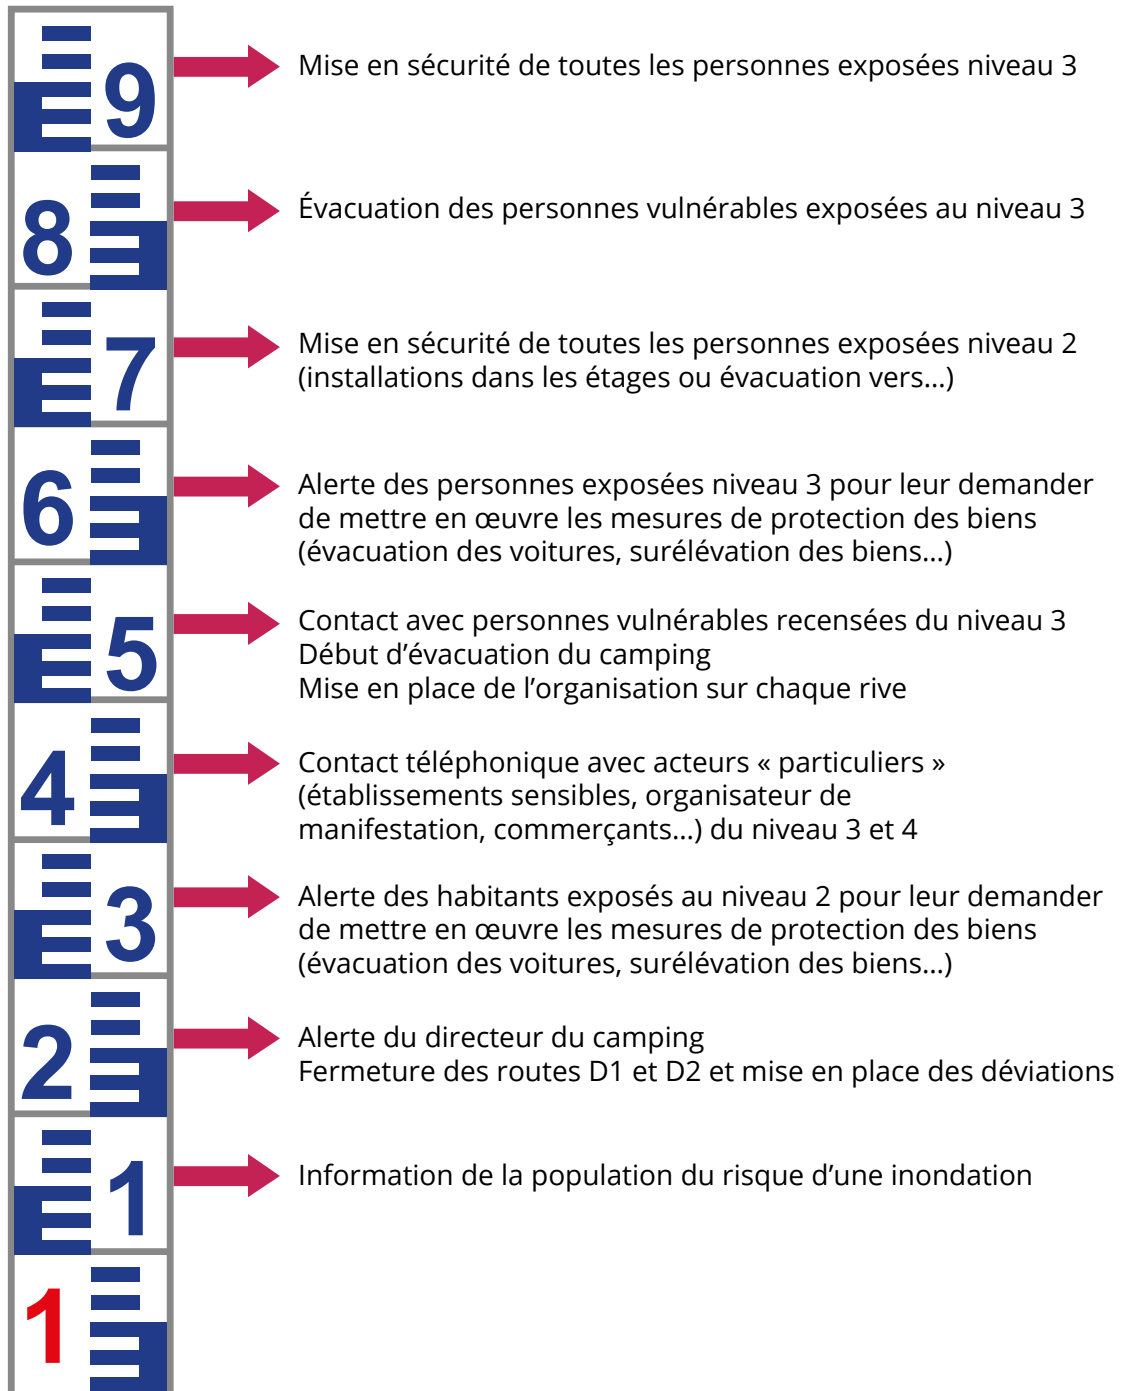 9
Mise en sécurité de toutes les personnes exposées niveau 3
8
Évacuation des personnes vulnérables exposées au niveau 3
7
Mise en sécurité de toutes les personnes exposées niveau 2
(installations dans les étages ou évacuation vers...)
6
Alerte des personnes exposées niveau 3 pour leur demander
de mettre en œuvre les mesures de protection des biens
(évacuation des voitures, surélévation des biens...)
5
Contact avec personnes vulnérables recensées du niveau 3
Début d’évacuation du camping
Mise en place de l’organisation sur chaque rive
4
Contact téléphonique avec acteurs « particuliers »
(établissements sensibles, organisateur de
manifestation, commerçants...) du niveau 3 et 4
3
Alerte des habitants exposés au niveau 2 pour leur demander
de mettre en œuvre les mesures de protection des biens
(évacuation des voitures, surélévation des biens...)
2
Alerte du directeur du camping
Fermeture des routes D1 et D2 et mise en place des déviations
1
Information de la population du risque d’une inondation
1